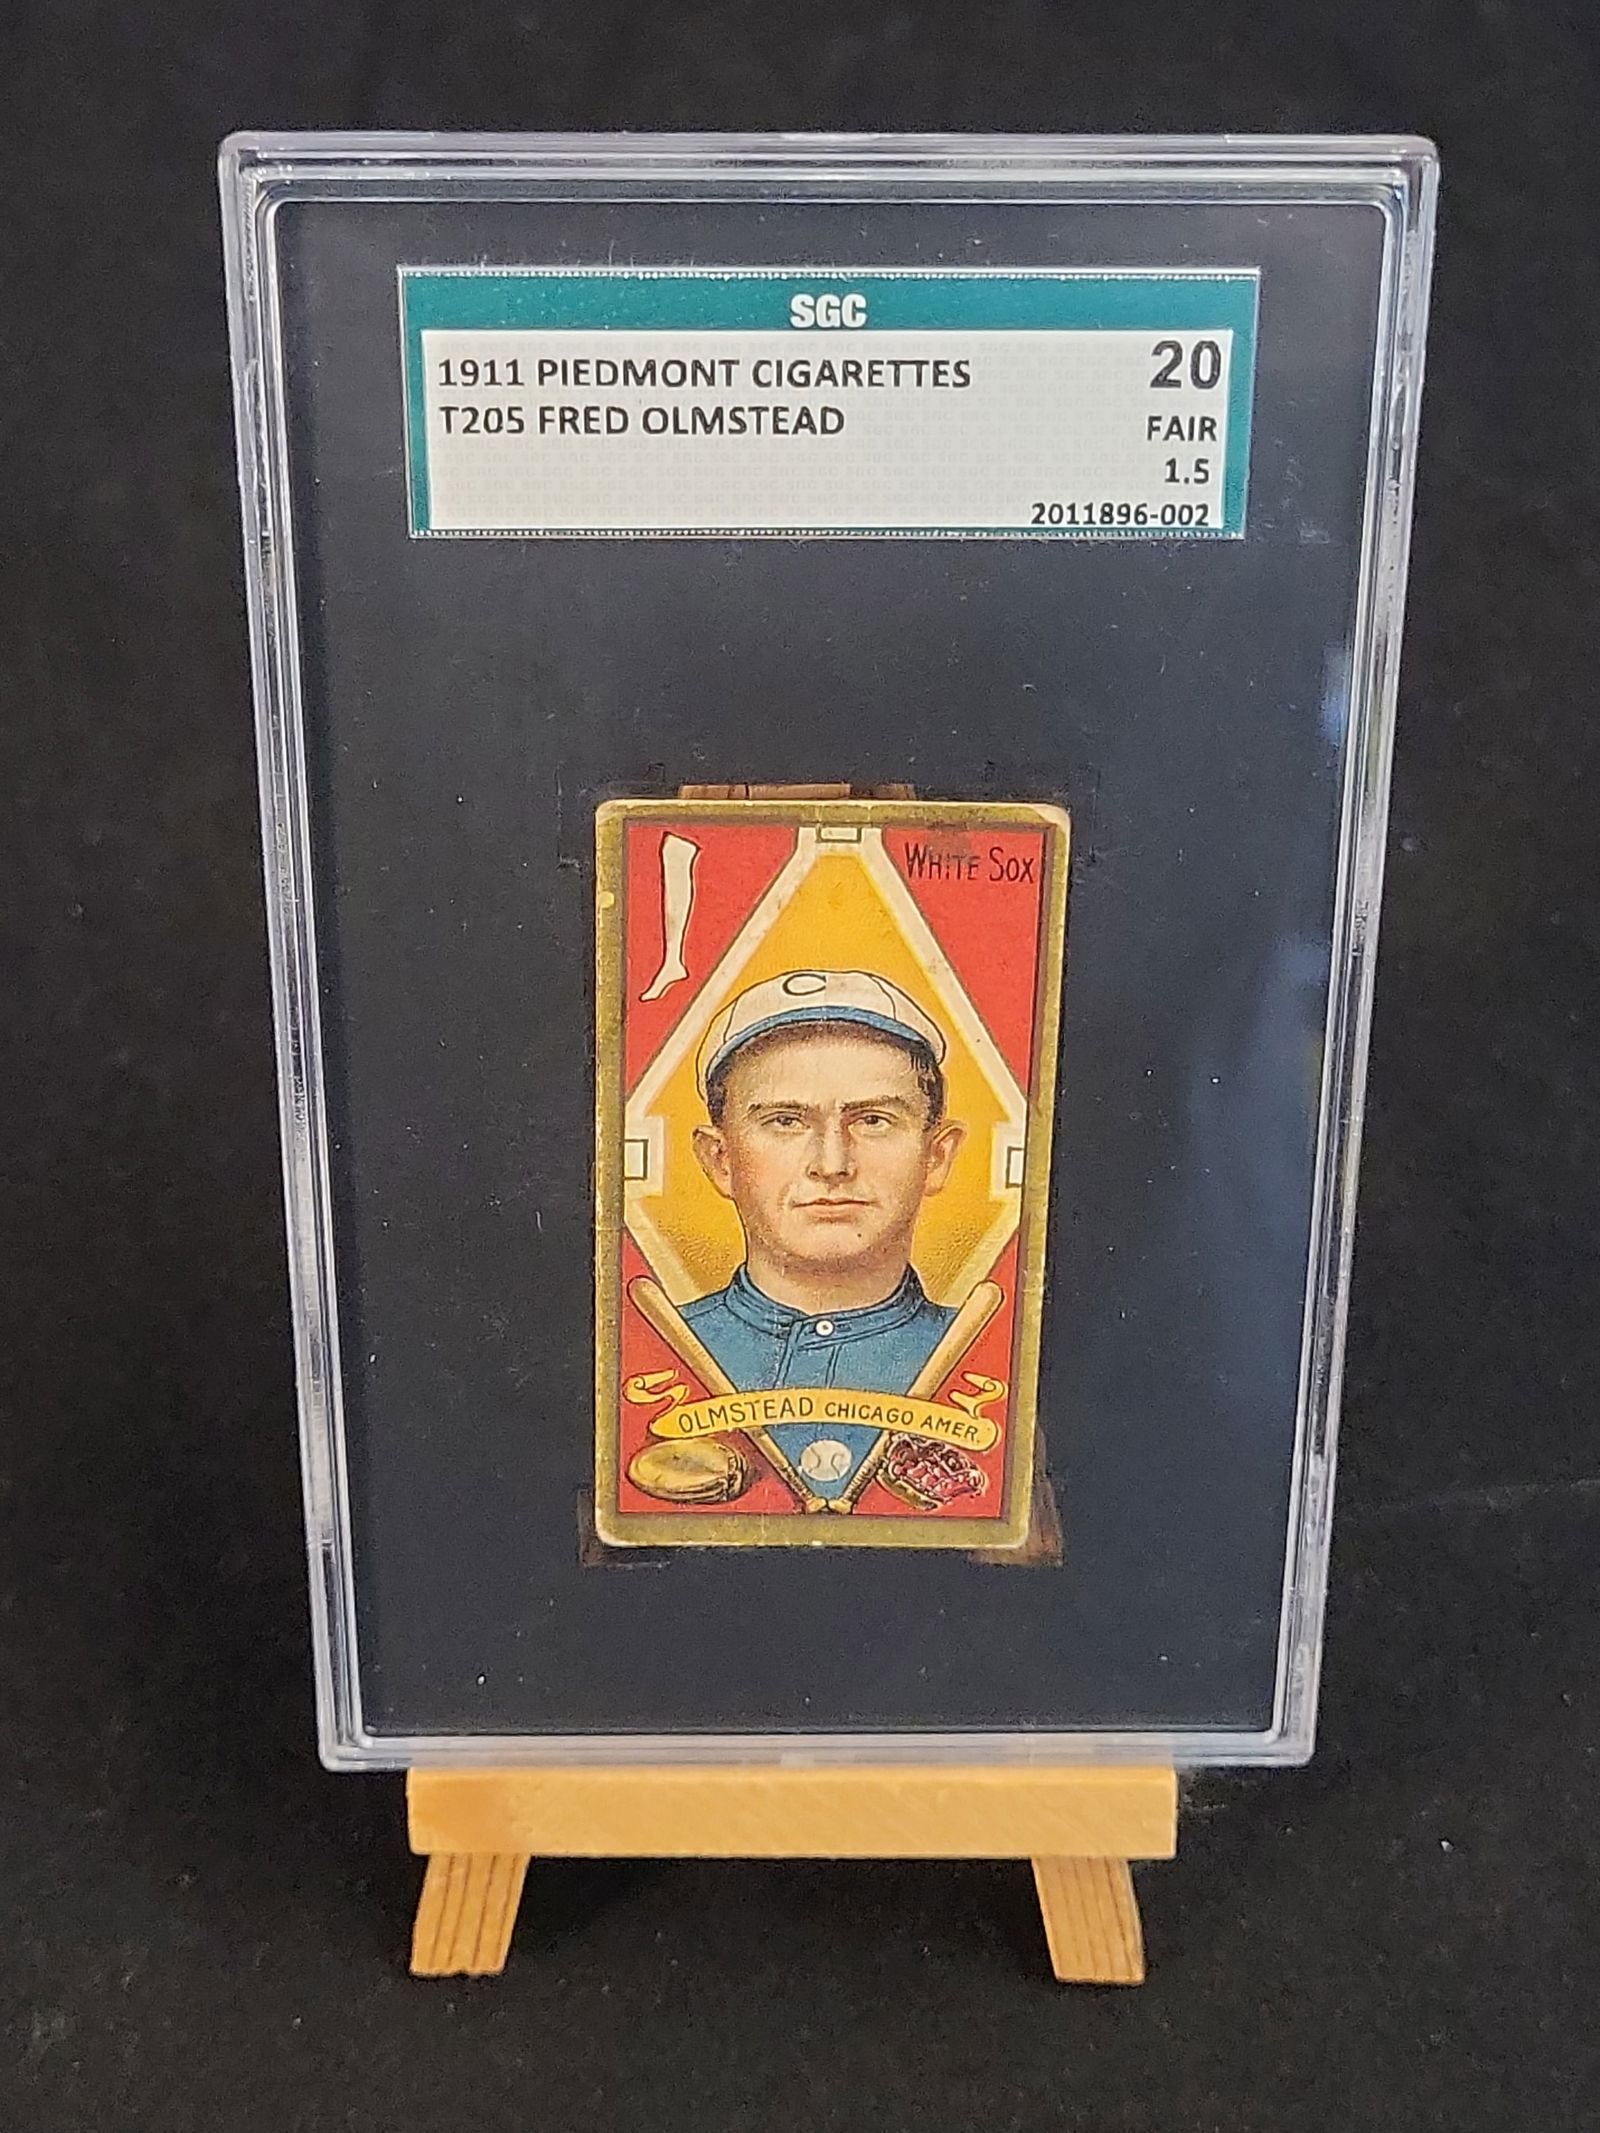 SGC
1911 PIEDMONT CIGARETTES
T205 FRED OLMSTEAD
20
FAIR
1.5
2011896-002
WHITE SOX
C
OLMSTEAD CHICAGO AMER.